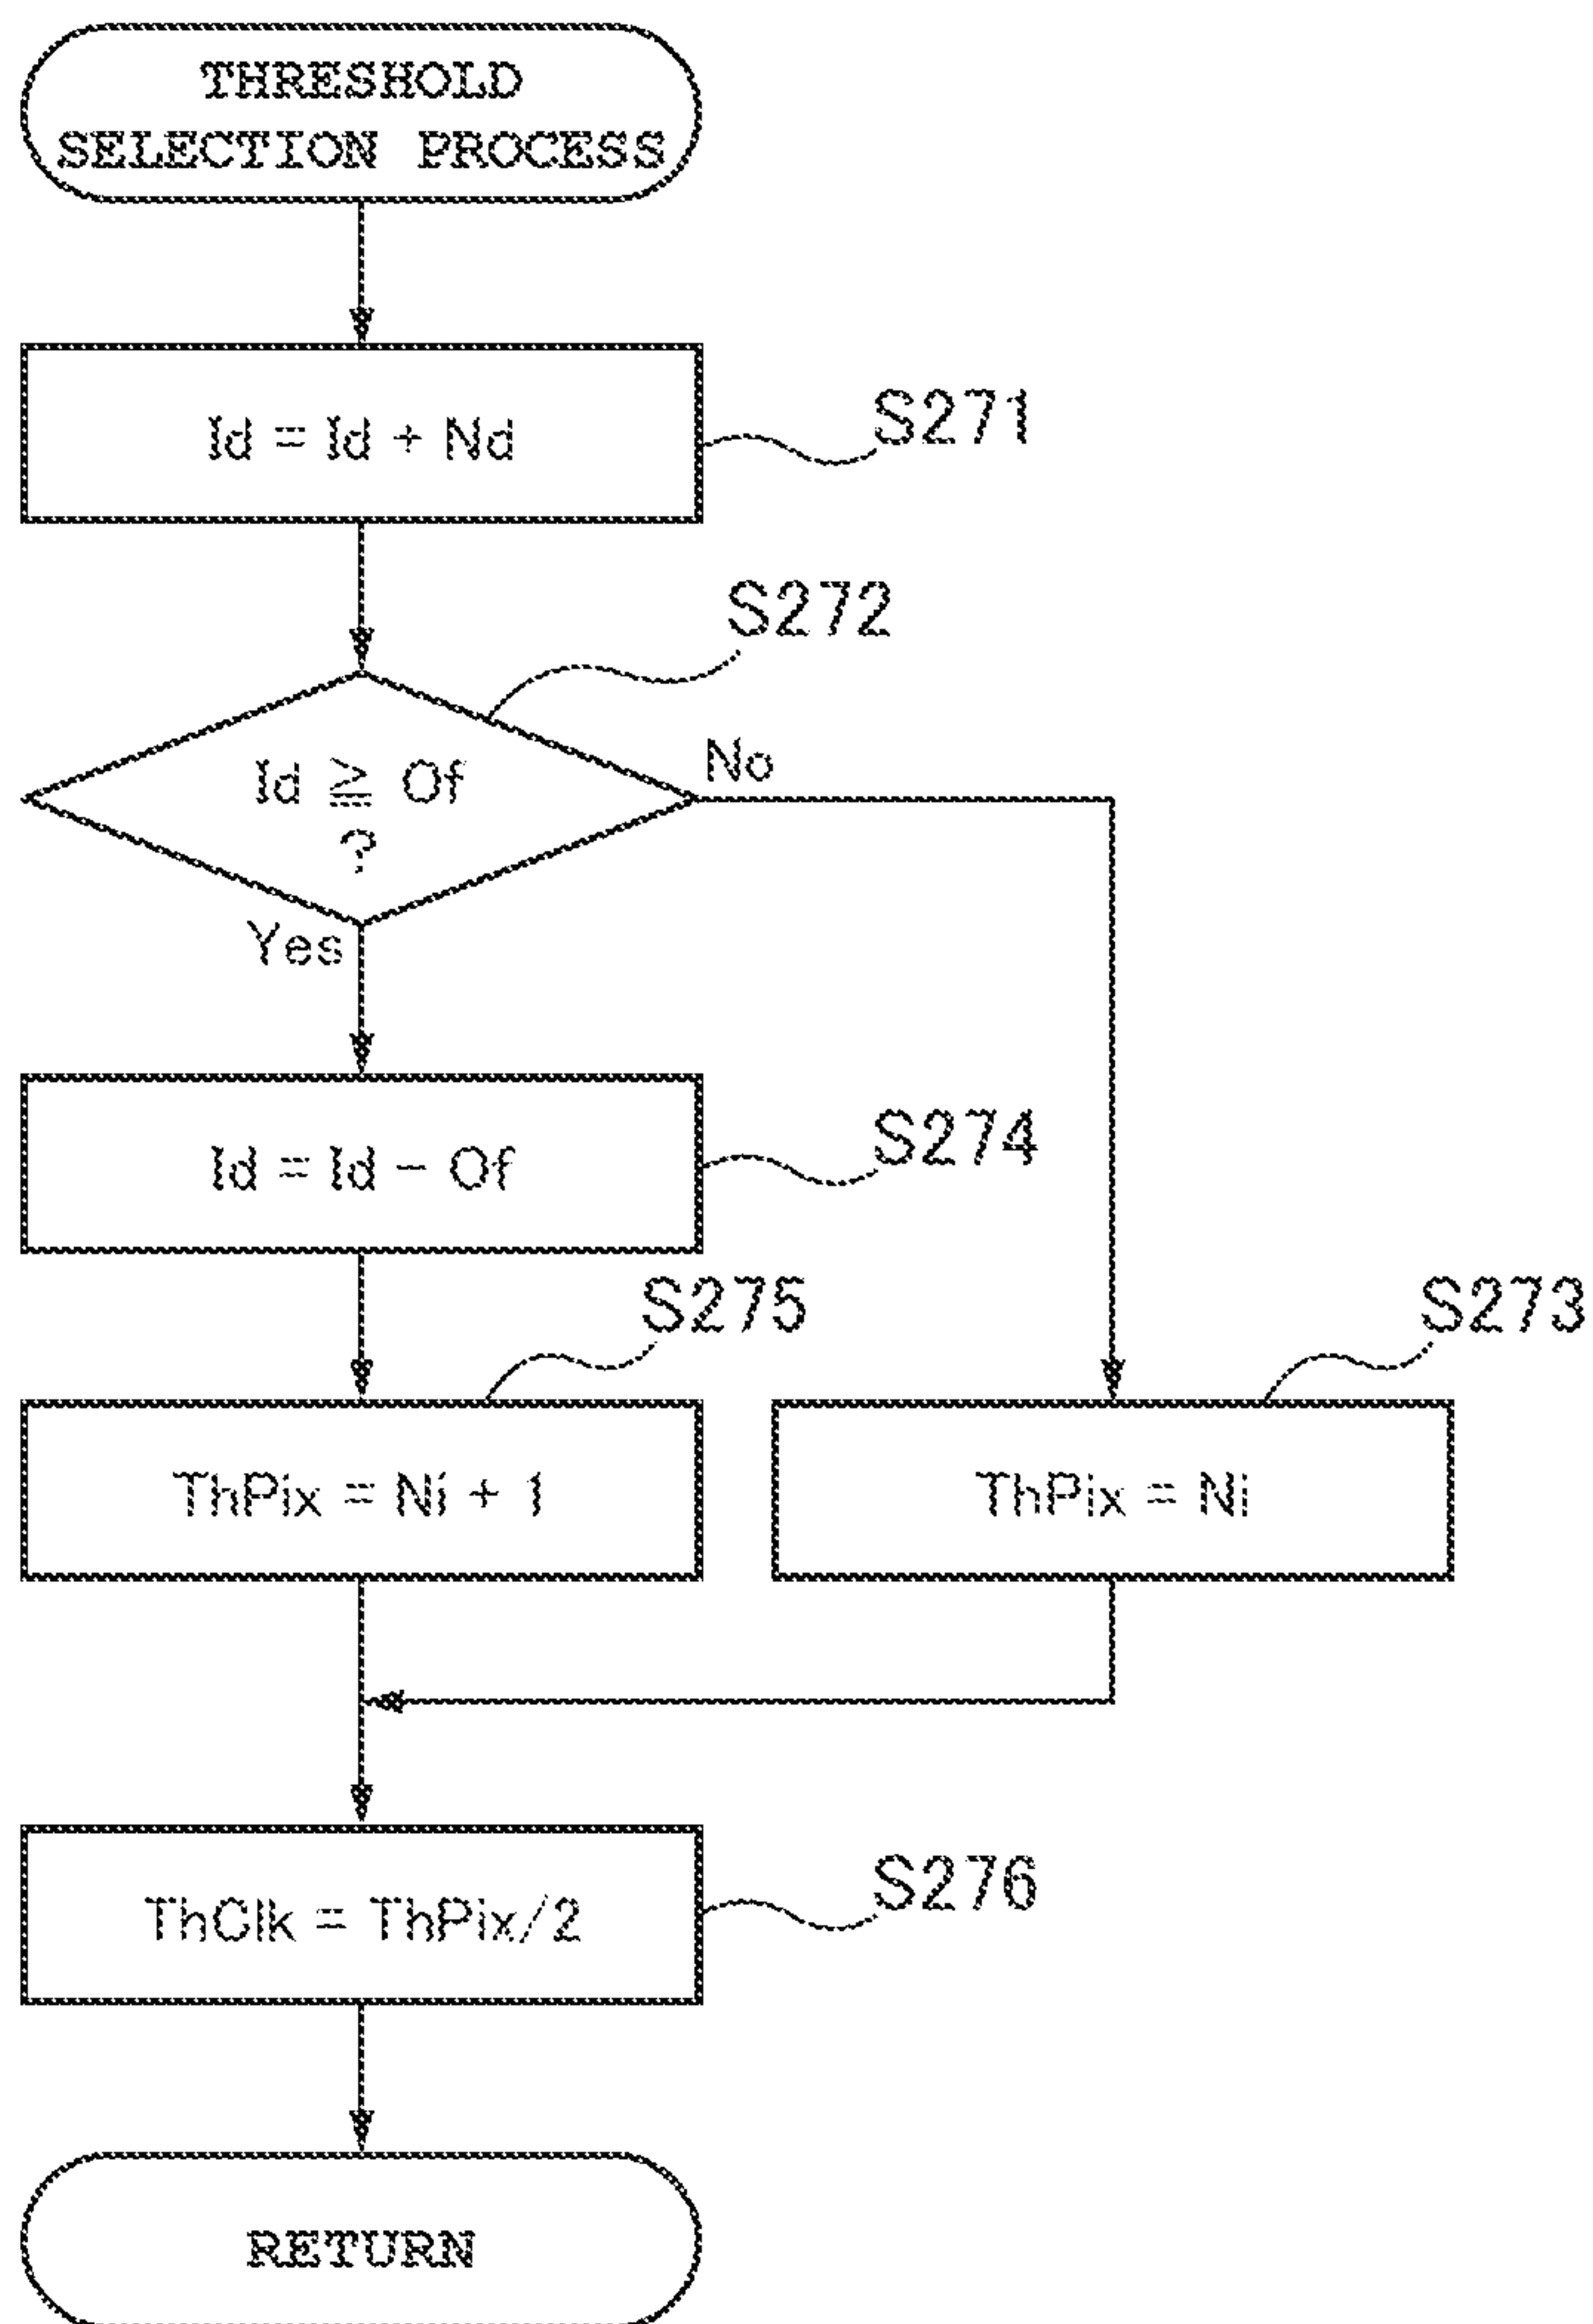 THRESHOLD
SELECTION PROCESS
Id = Id + Nd
S271
S272
Id ≧ Of
?
No
Yes
Id = Id - Of
S274
S275
S273
ThPix = Ni + 1
ThPix = Ni
ThClk = ThPix/2
S276
RETURN